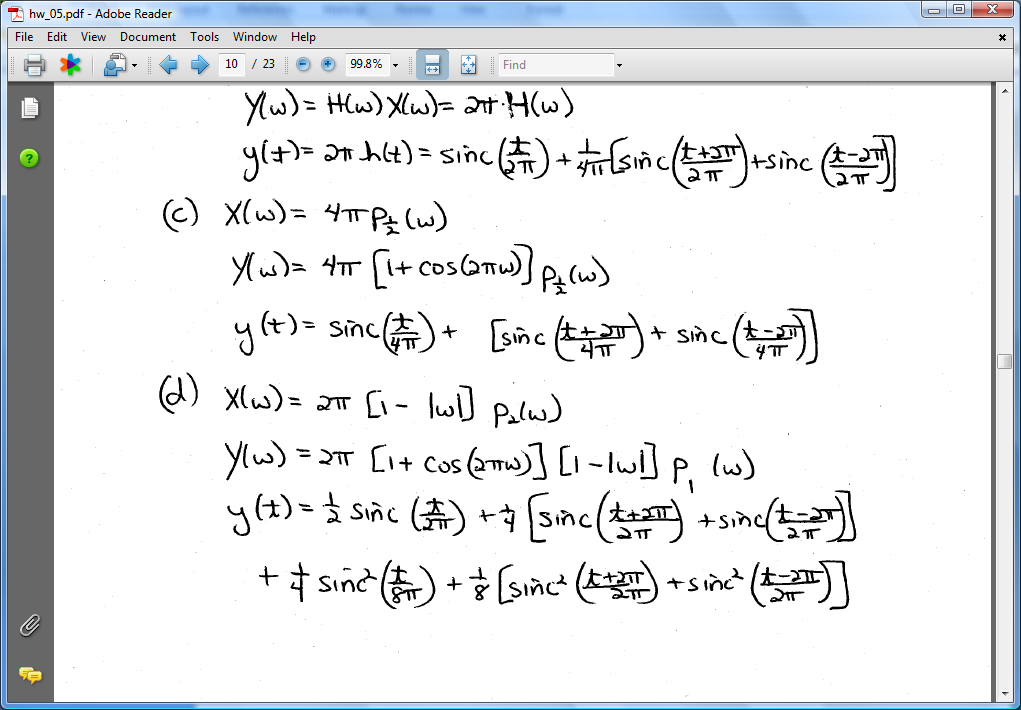 hw_05.pdf - Adobe Reader
File Edit View Document Tools Window Help
10 / 23 99.8% Find
Y(ω) = H(ω) X(ω) = 2π · H(ω)
y(t) = 2π h(t) = sinc(t/2π) + 1/4π [sinc((t+2π)/2π) + sinc((t-2π)/2π)]
(c) X(ω) = 4π p_{1/2}(ω)
Y(ω) = 4π [1 + cos(2πω)] p_{1/2}(ω)
y(t) = sinc(t/4π) + [sinc((t+2π)/4π) + sinc((t-2π)/4π)]
(d) X(ω) = 2π [1 - |ω|] p_2(ω)
Y(ω) = 2π [1 + cos(2πω)] [1 - |ω|] p_1 (ω)
y(t) = 1/2 sinc (t/2π) + 1/4 [sinc((t+2π)/2π) + sinc((t-2π)/2π)]
+ 1/4 sinc²(t/8π) + 1/8 [sinc²((t+2π)/2π) + sinc²((t-2π)/2π)]